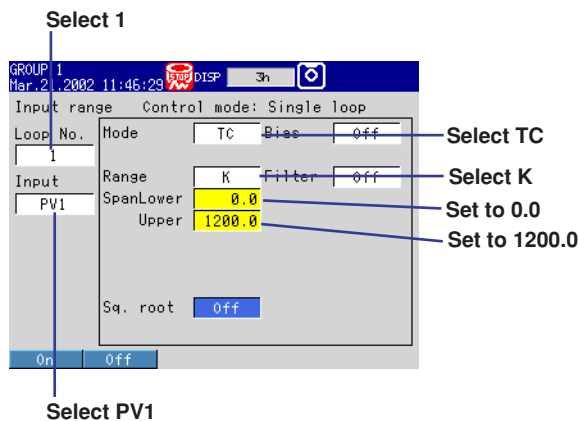 Select 1
GROUP 1
Mar.21.2002 11:46:29 STOP DISP 3h
Input range Control mode: Single loop
Loop No. Mode TC Bias Off Select TC
1
Input Range K Filter Off Select K
PV1 SpanLower 0.0 Set to 0.0
Upper 1200.0 Set to 1200.0
Sq. root Off
On Off
Select PV1